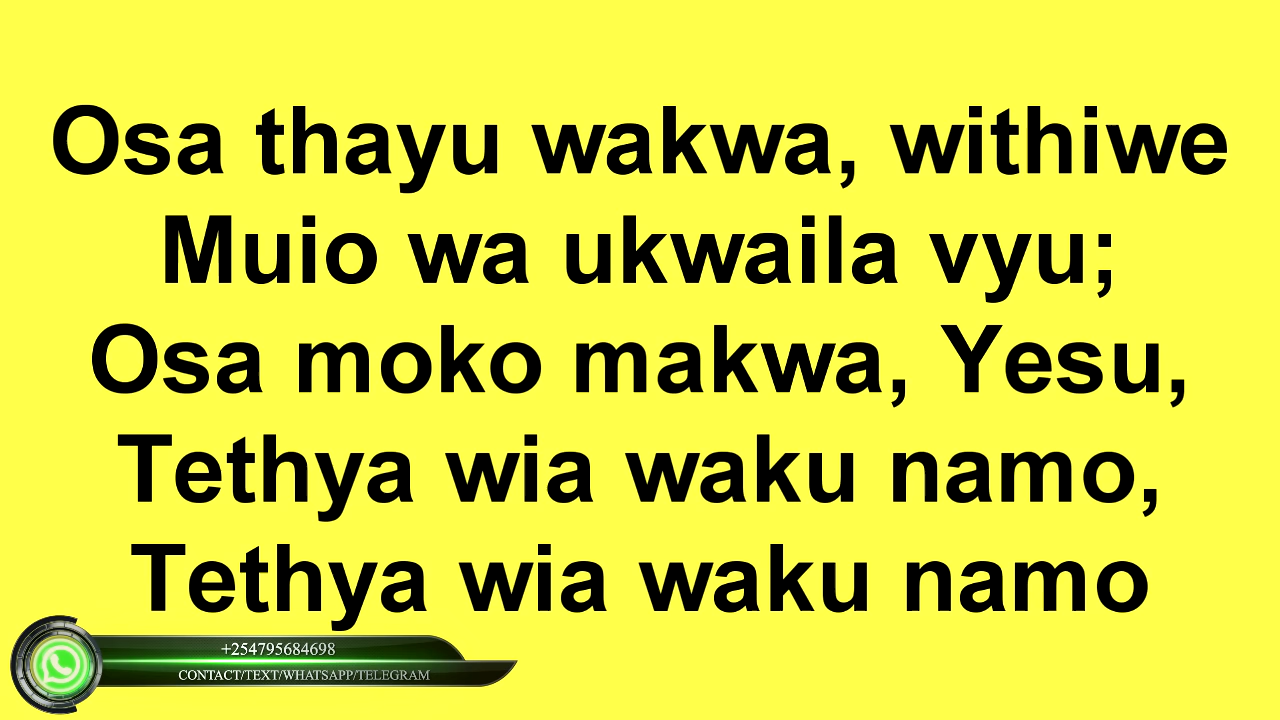 Osa thayu wakwa, withiwe
Muio wa ukwaila vyu;
Osa moko makwa, Yesu,
Tethya wia waku namo,
Tethya wia waku namo
+254795684698
CONTACT/TEXT/WHATSAPP/TELEGRAM